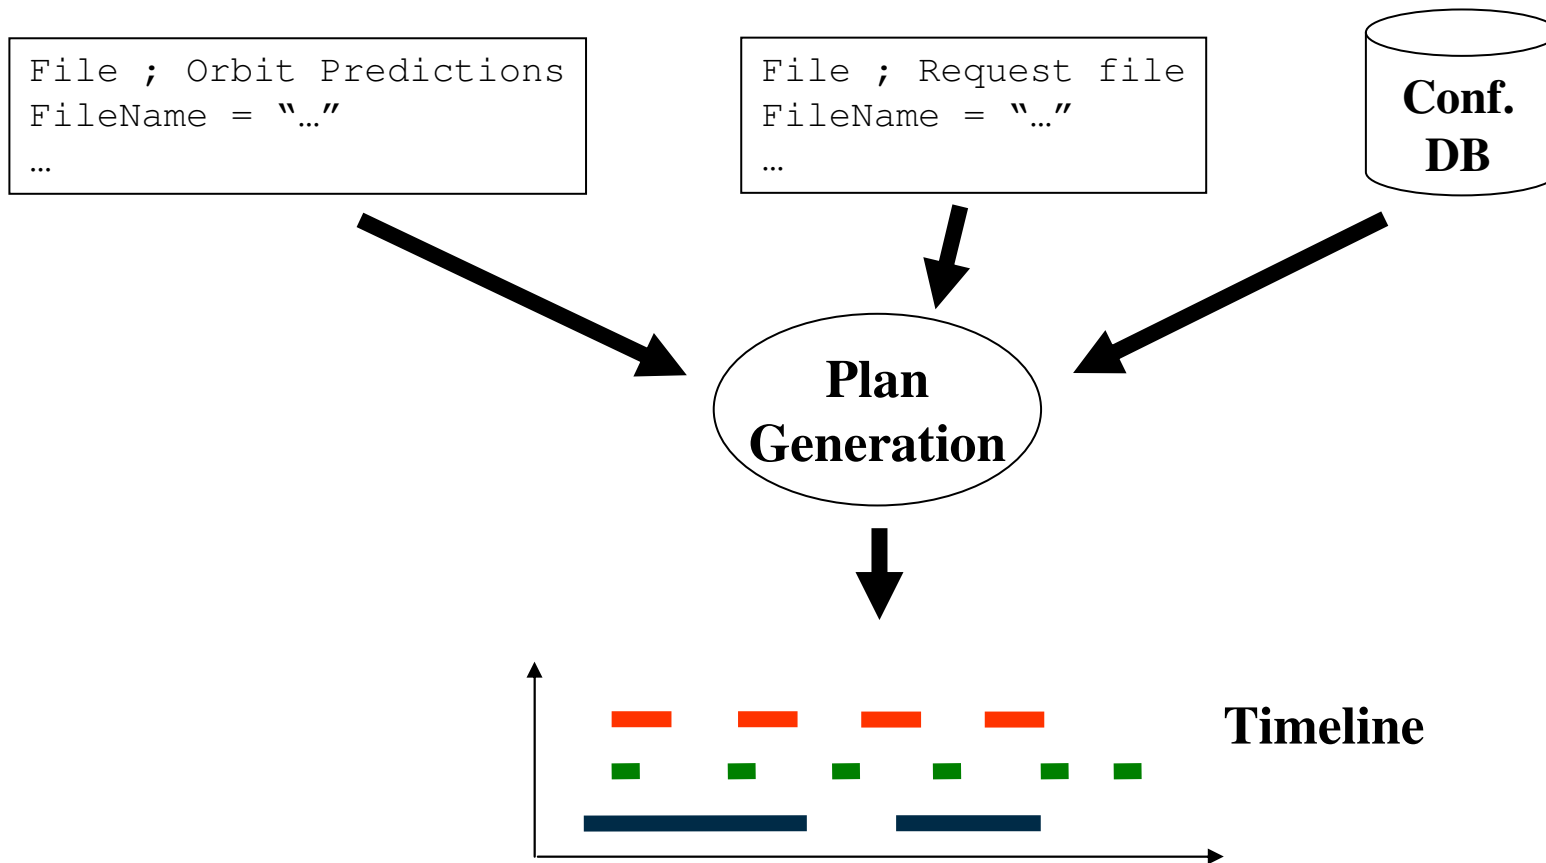 File ; Orbit Predictions
FileName = “…”
…
File ; Request file
FileName = “…”
…
Conf.
DB
Plan
Generation
Timeline